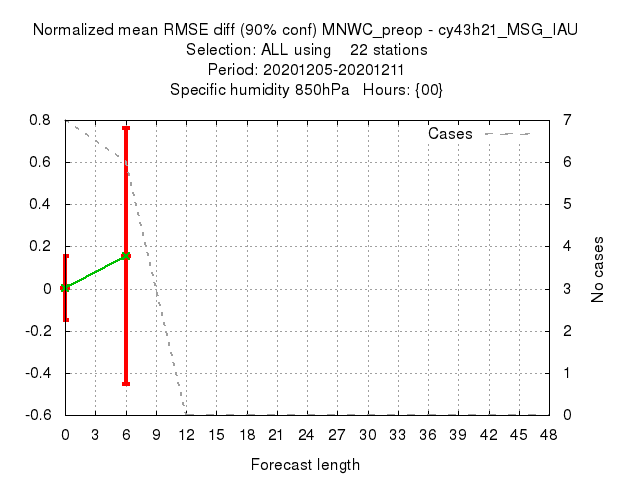 Normalized mean RMSE diff (90% conf) MNWC_preop - cy43h21_MSG_IAU
Selection: ALL using 22 stations
Period: 20201205-20201211
Specific humidity 850hPa Hours: {00}
Cases
0.8
0.6
0.4
0.2
0
-0.2
-0.4
-0.6
7
6
5
4
3
2
1
0
No cases
0 3 6 9 12 15 18 21 24 27 30 33 36 39 42 45 48
Forecast length